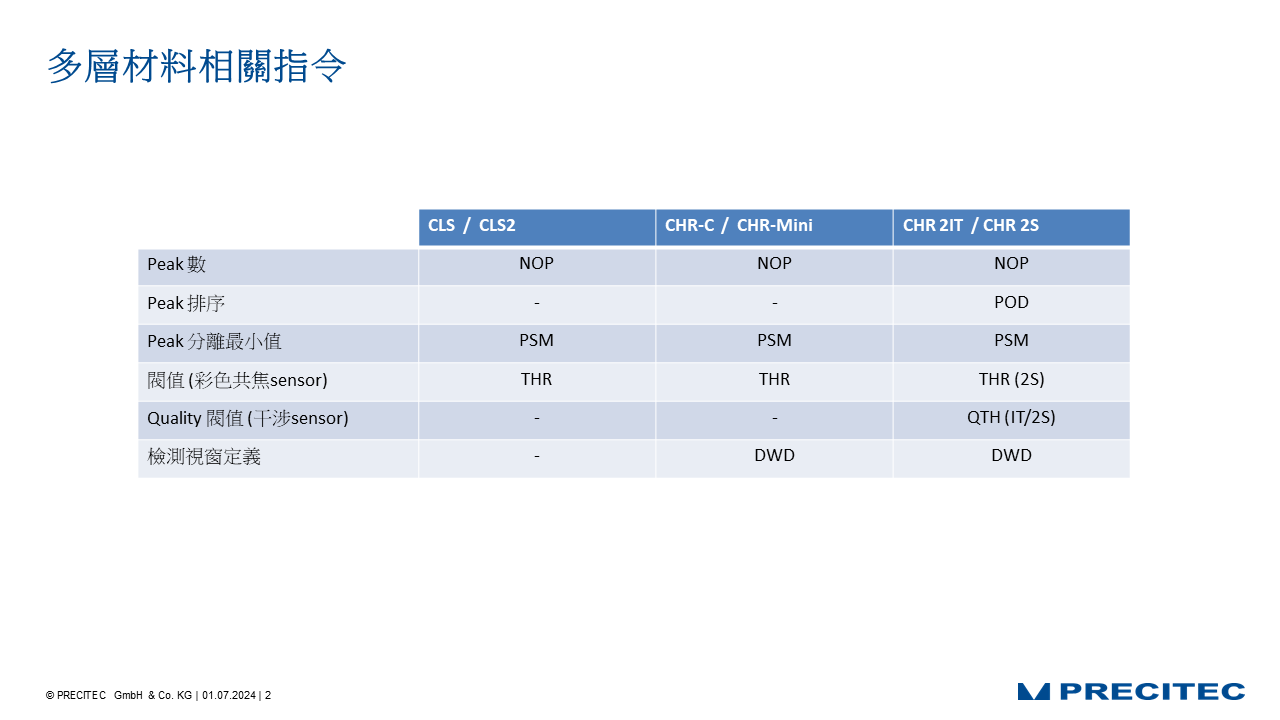 多層材料相關指令
CLS / CLS2 CHR-C / CHR-Mini CHR 2IT / CHR 2S
Peak 數 NOP NOP NOP
Peak 排序 - - POD
Peak 分離最小值 PSM PSM PSM
閥值 (彩色共焦sensor) THR THR THR (2S)
Quality 閥值 (干涉sensor) - - QTH (IT/2S)
檢測視窗定義 - DWD DWD
© PRECITEC GmbH & Co. KG | 01.07.2024 | 2
PRECITEC